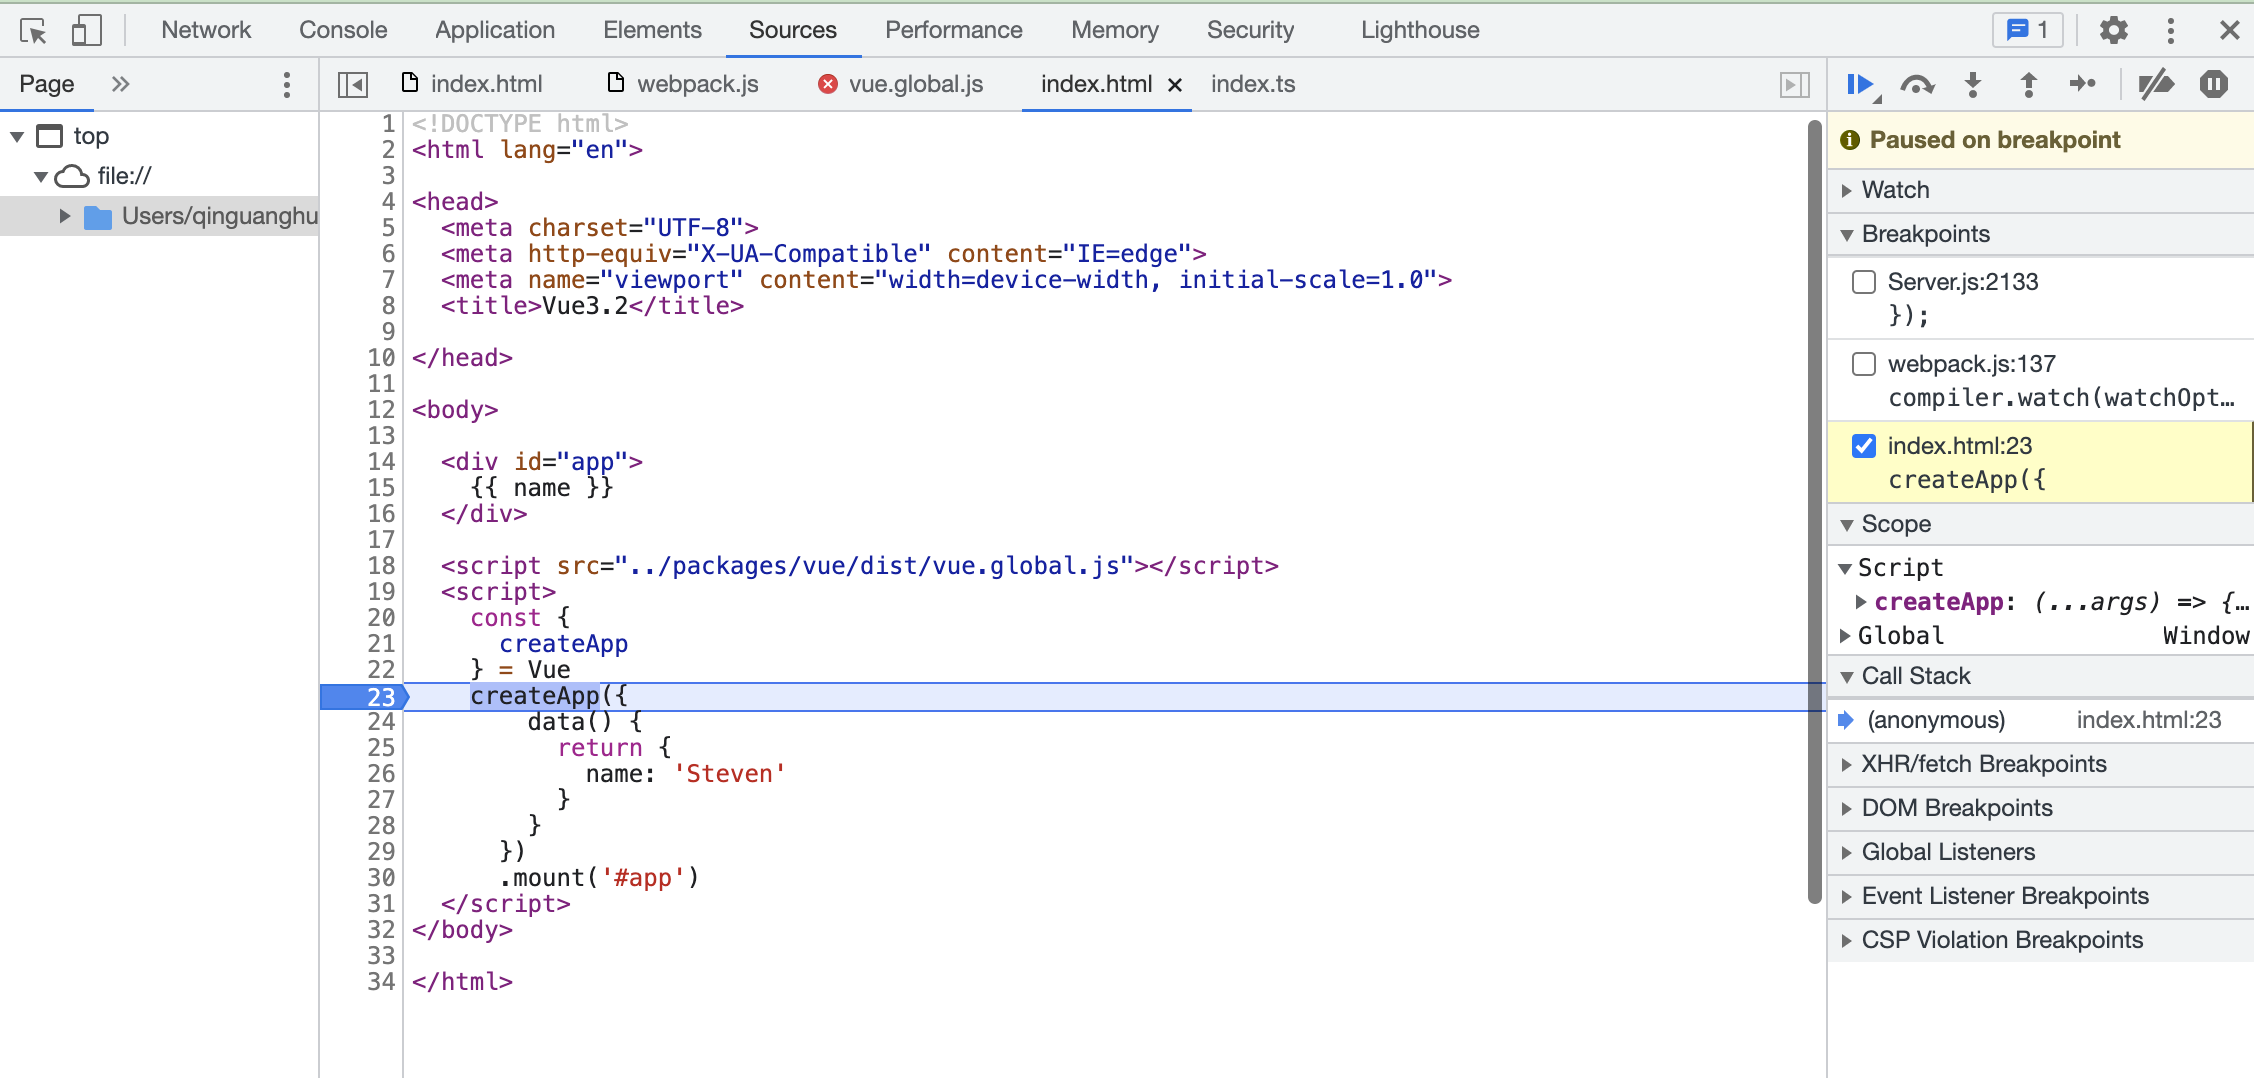 Network Console Application Elements Sources Performance Memory Security Lighthouse 1
Page
index.html webpack.js vue.global.js index.html index.ts
top
file://
Users/qinguanghu
1 <!DOCTYPE html>
2 <html lang="en">
3
4 <head>
5 <meta charset="UTF-8">
6 <meta http-equiv="X-UA-Compatible" content="IE=edge">
7 <meta name="viewport" content="width=device-width, initial-scale=1.0">
8 <title>Vue3.2</title>
9
10 </head>
11
12 <body>
13
14 <div id="app">
15 {{ name }}
16 </div>
17
18 <script src="../packages/vue/dist/vue.global.js"></script>
19 <script>
20 const {
21 createApp
22 } = Vue
23 createApp({
24 data() {
25 return {
26 name: 'Steven'
27 }
28 }
29 })
30 .mount('#app')
31 </script>
32 </body>
33
34 </html>
Paused on breakpoint
Watch
Breakpoints
Server.js:2133
});
webpack.js:137
compiler.watch(watchOpt…
index.html:23
createApp({
Scope
Script
createApp: (...args) => {…
Global Window
Call Stack
(anonymous) index.html:23
XHR/fetch Breakpoints
DOM Breakpoints
Global Listeners
Event Listener Breakpoints
CSP Violation Breakpoints